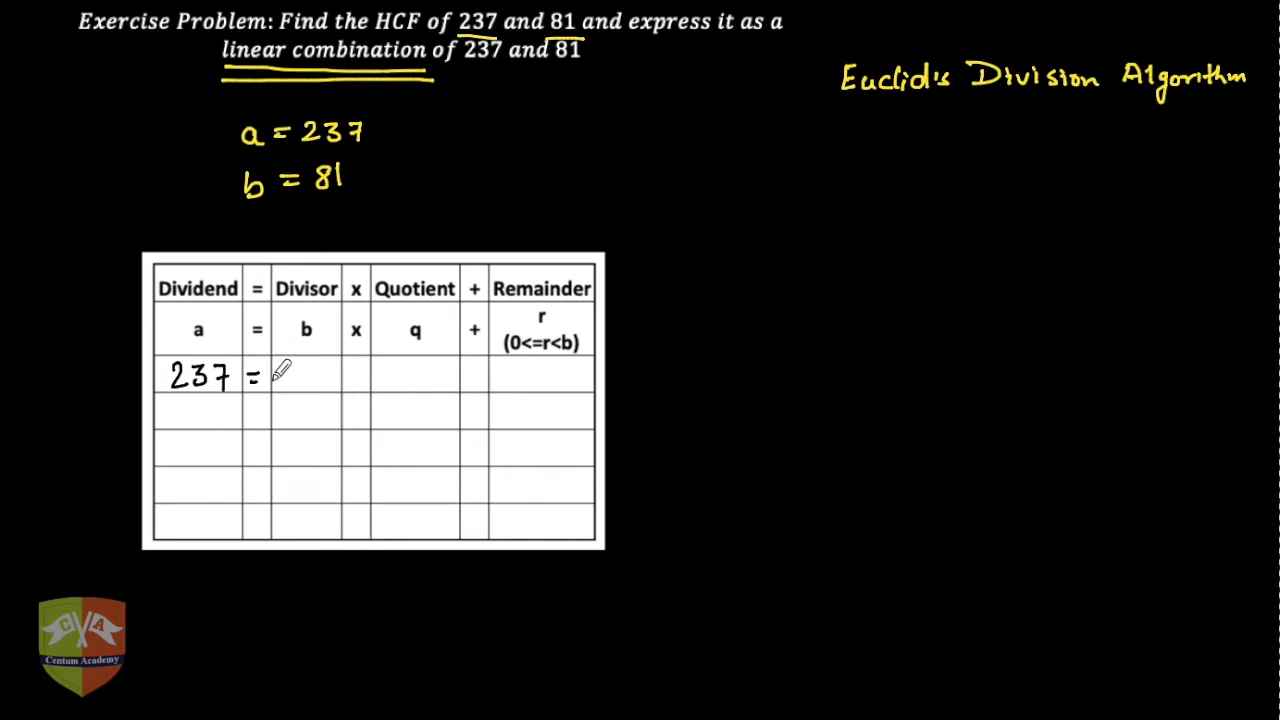 Exercise Problem: Find the HCF of 237 and 81 and express it as a
linear combination of 237 and 81
Euclid's Division Algorithm
a = 237
b = 81
Dividend = Divisor x Quotient + Remainder
a = b x q + r (0<=r<b)
237 =
C A
Centum Academy